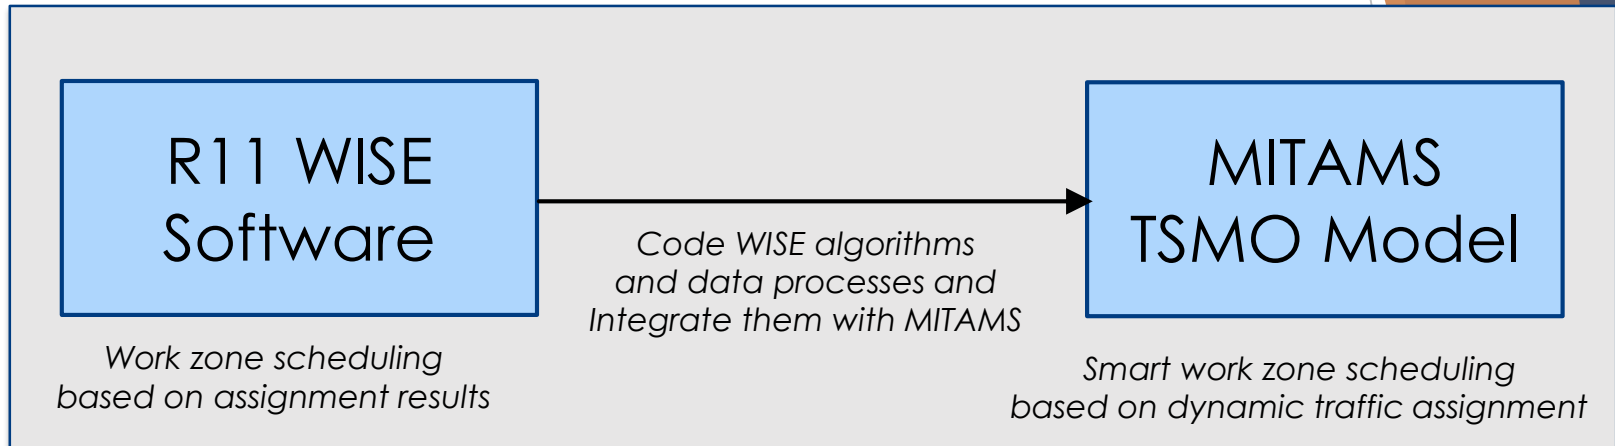 R11 WISE
Software
Work zone scheduling
based on assignment results
Code WISE algorithms
and data processes and
Integrate them with MITAMS
MITAMS
TSMO Model
Smart work zone scheduling
based on dynamic traffic assignment